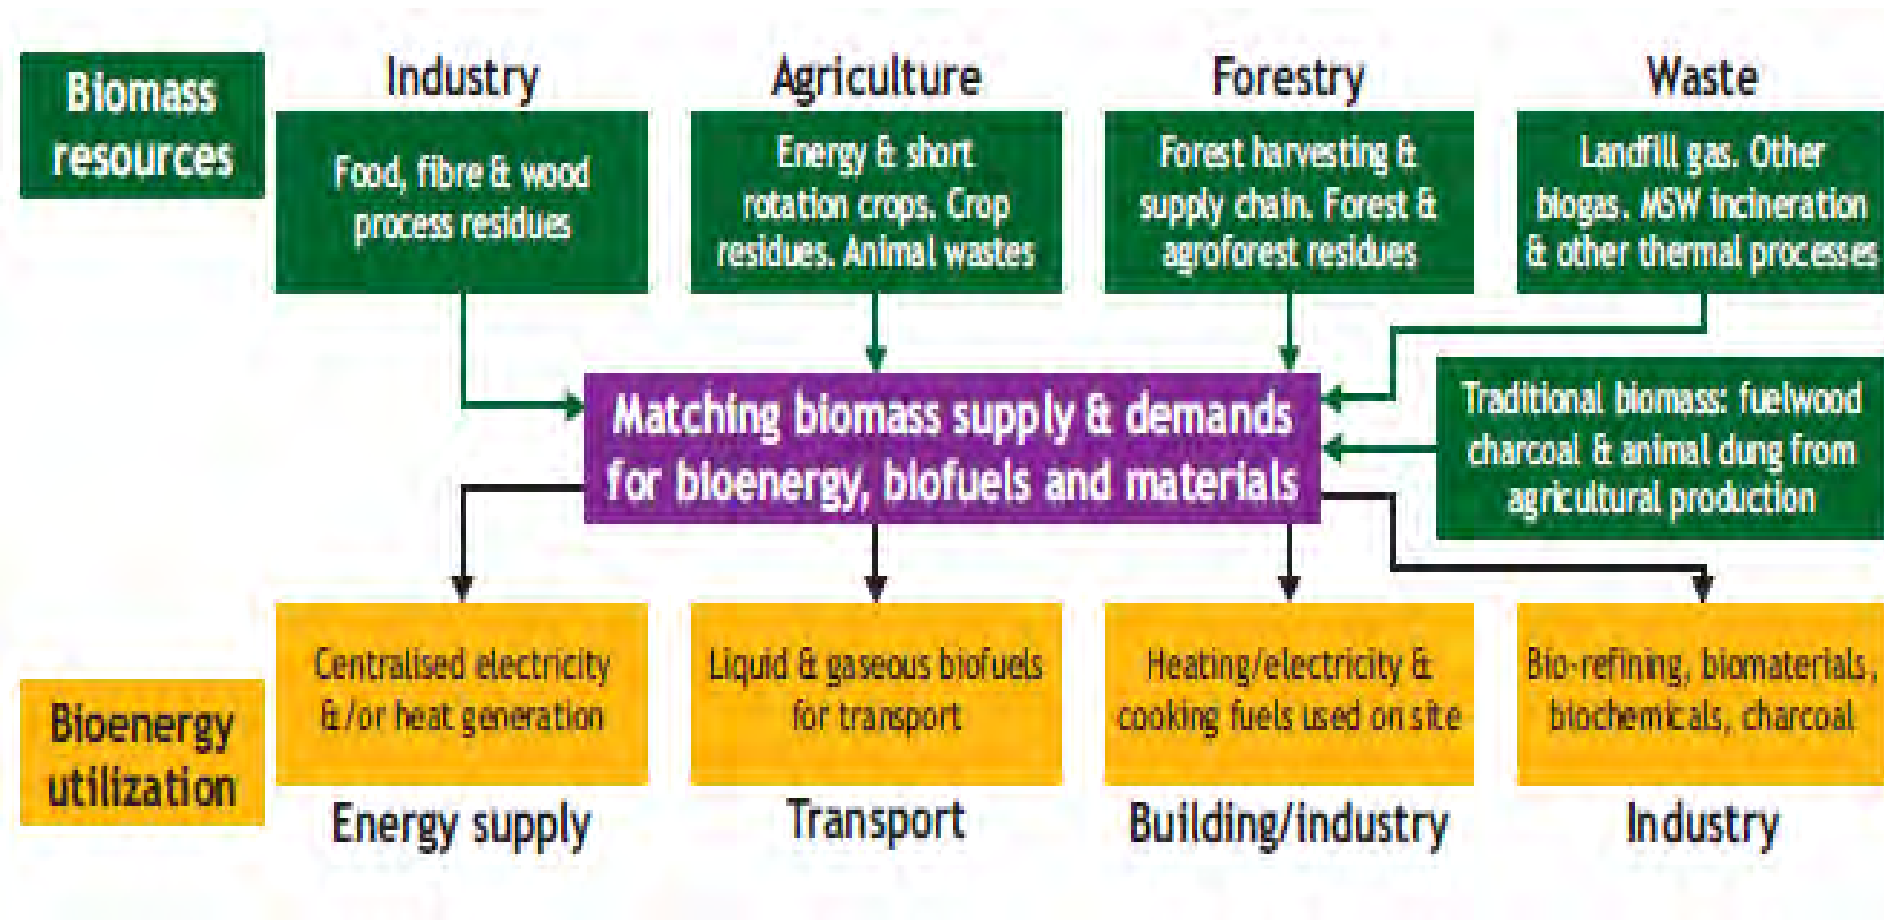 Biomass
resources
Industry
Food, fibre & wood
process residues
Agriculture
Energy & short
rotation crops. Crop
residues. Animal wastes
Forestry
Forest harvesting &
supply chain. Forest &
agroforest residues
Waste
Landfill gas. Other
biogas. MSW incineration
& other thermal processes
Matching biomass supply & demands
for bioenergy, biofuels and materials
Traditional biomass: fuelwood
charcoal & animal dung from
agricultural production
Bioenergy
utilization
Centralised electricity
&/or heat generation
Energy supply
Liquid & gaseous biofuels
for transport
Transport
Heating/electricity &
cooking fuels used on site
Building/industry
Bio-refining, biomaterials,
biochemicals, charcoal
Industry